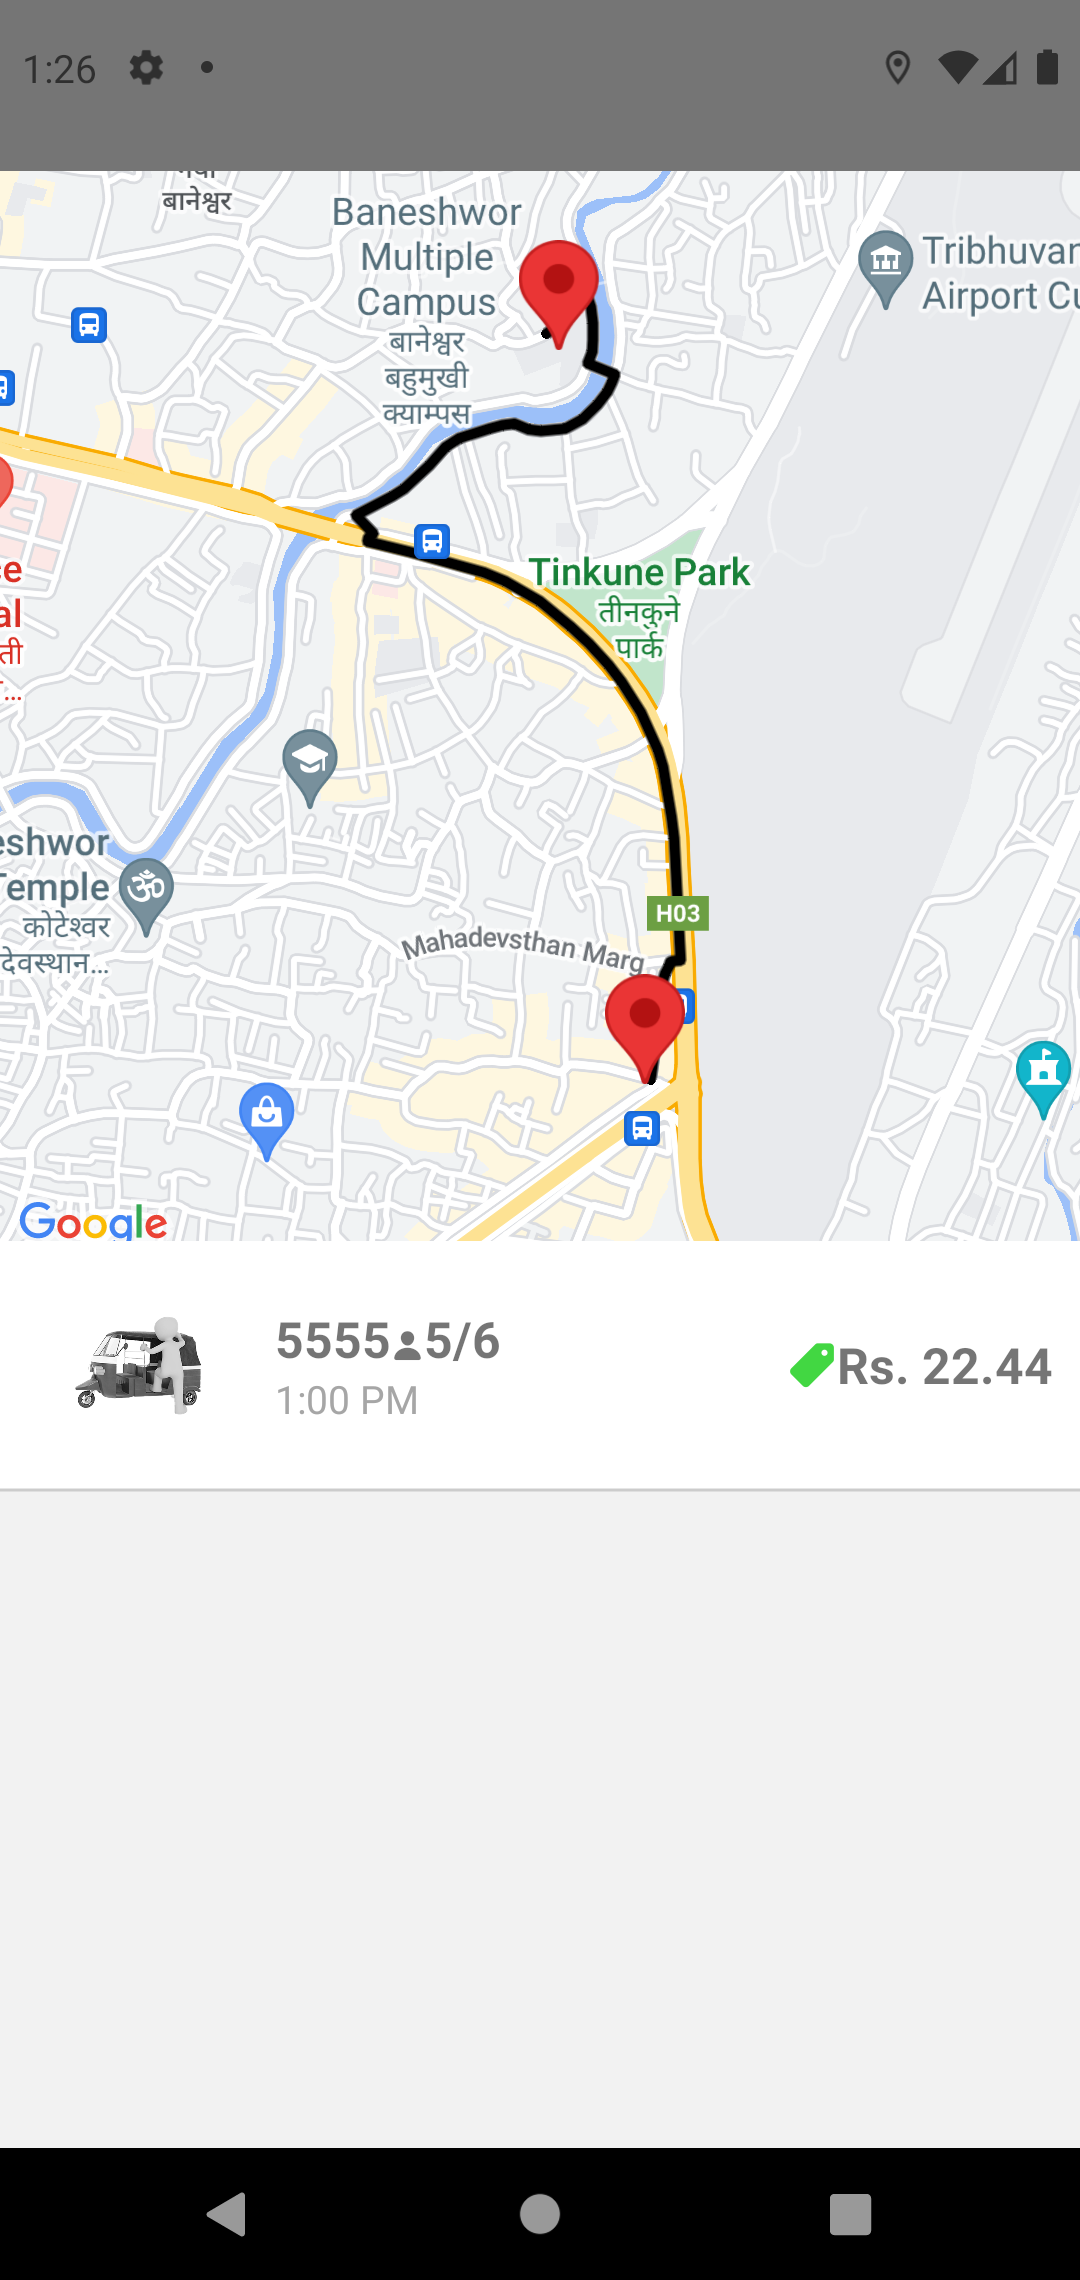 1:26
बानेश्वर
Baneshwor
Multiple
Campus
बानेश्वर
बहुमुखी
क्याम्पस
Tribhuvan
Airport Cu
Tinkune Park
तीनकुने
पार्क
ce
al
ती
...
eshwor
Temple
कोटेश्वर
देवस्थान...
H03
Mahadevsthan Marg
Google
5555 5/6
1:00 PM
Rs. 22.44